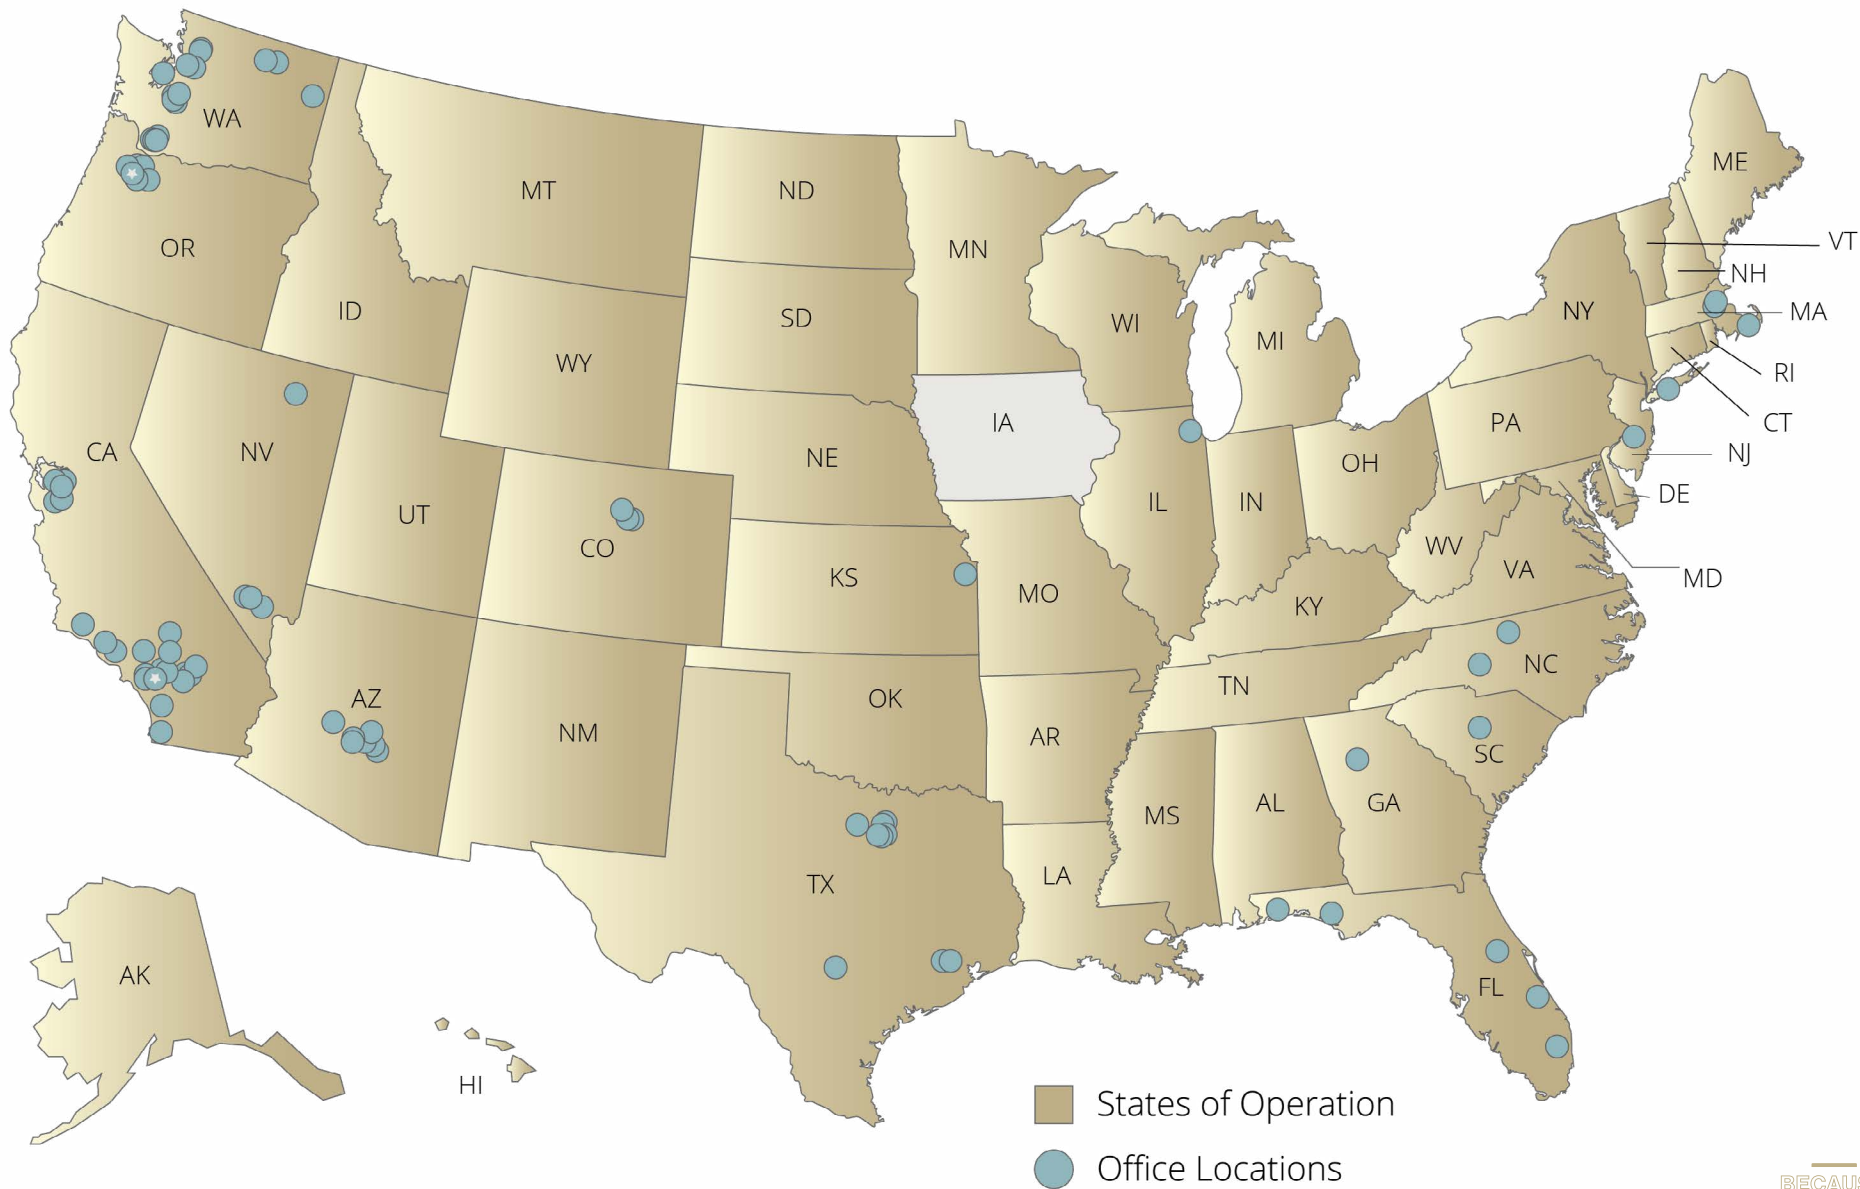 WA
MT
ND
MN
ME
OR
ID
SD
WI
MI
NY
VT
NH
MA
RI
CT
NJ
DE
MD
WY
IA
PA
CA
NV
NE
IL
IN
OH
UT
CO
KS
MO
WV
VA
KY
AZ
NM
OK
AR
TN
NC
SC
TX
LA
MS
AL
GA
FL
AK
HI
States of Operation
Office Locations
BECAUS